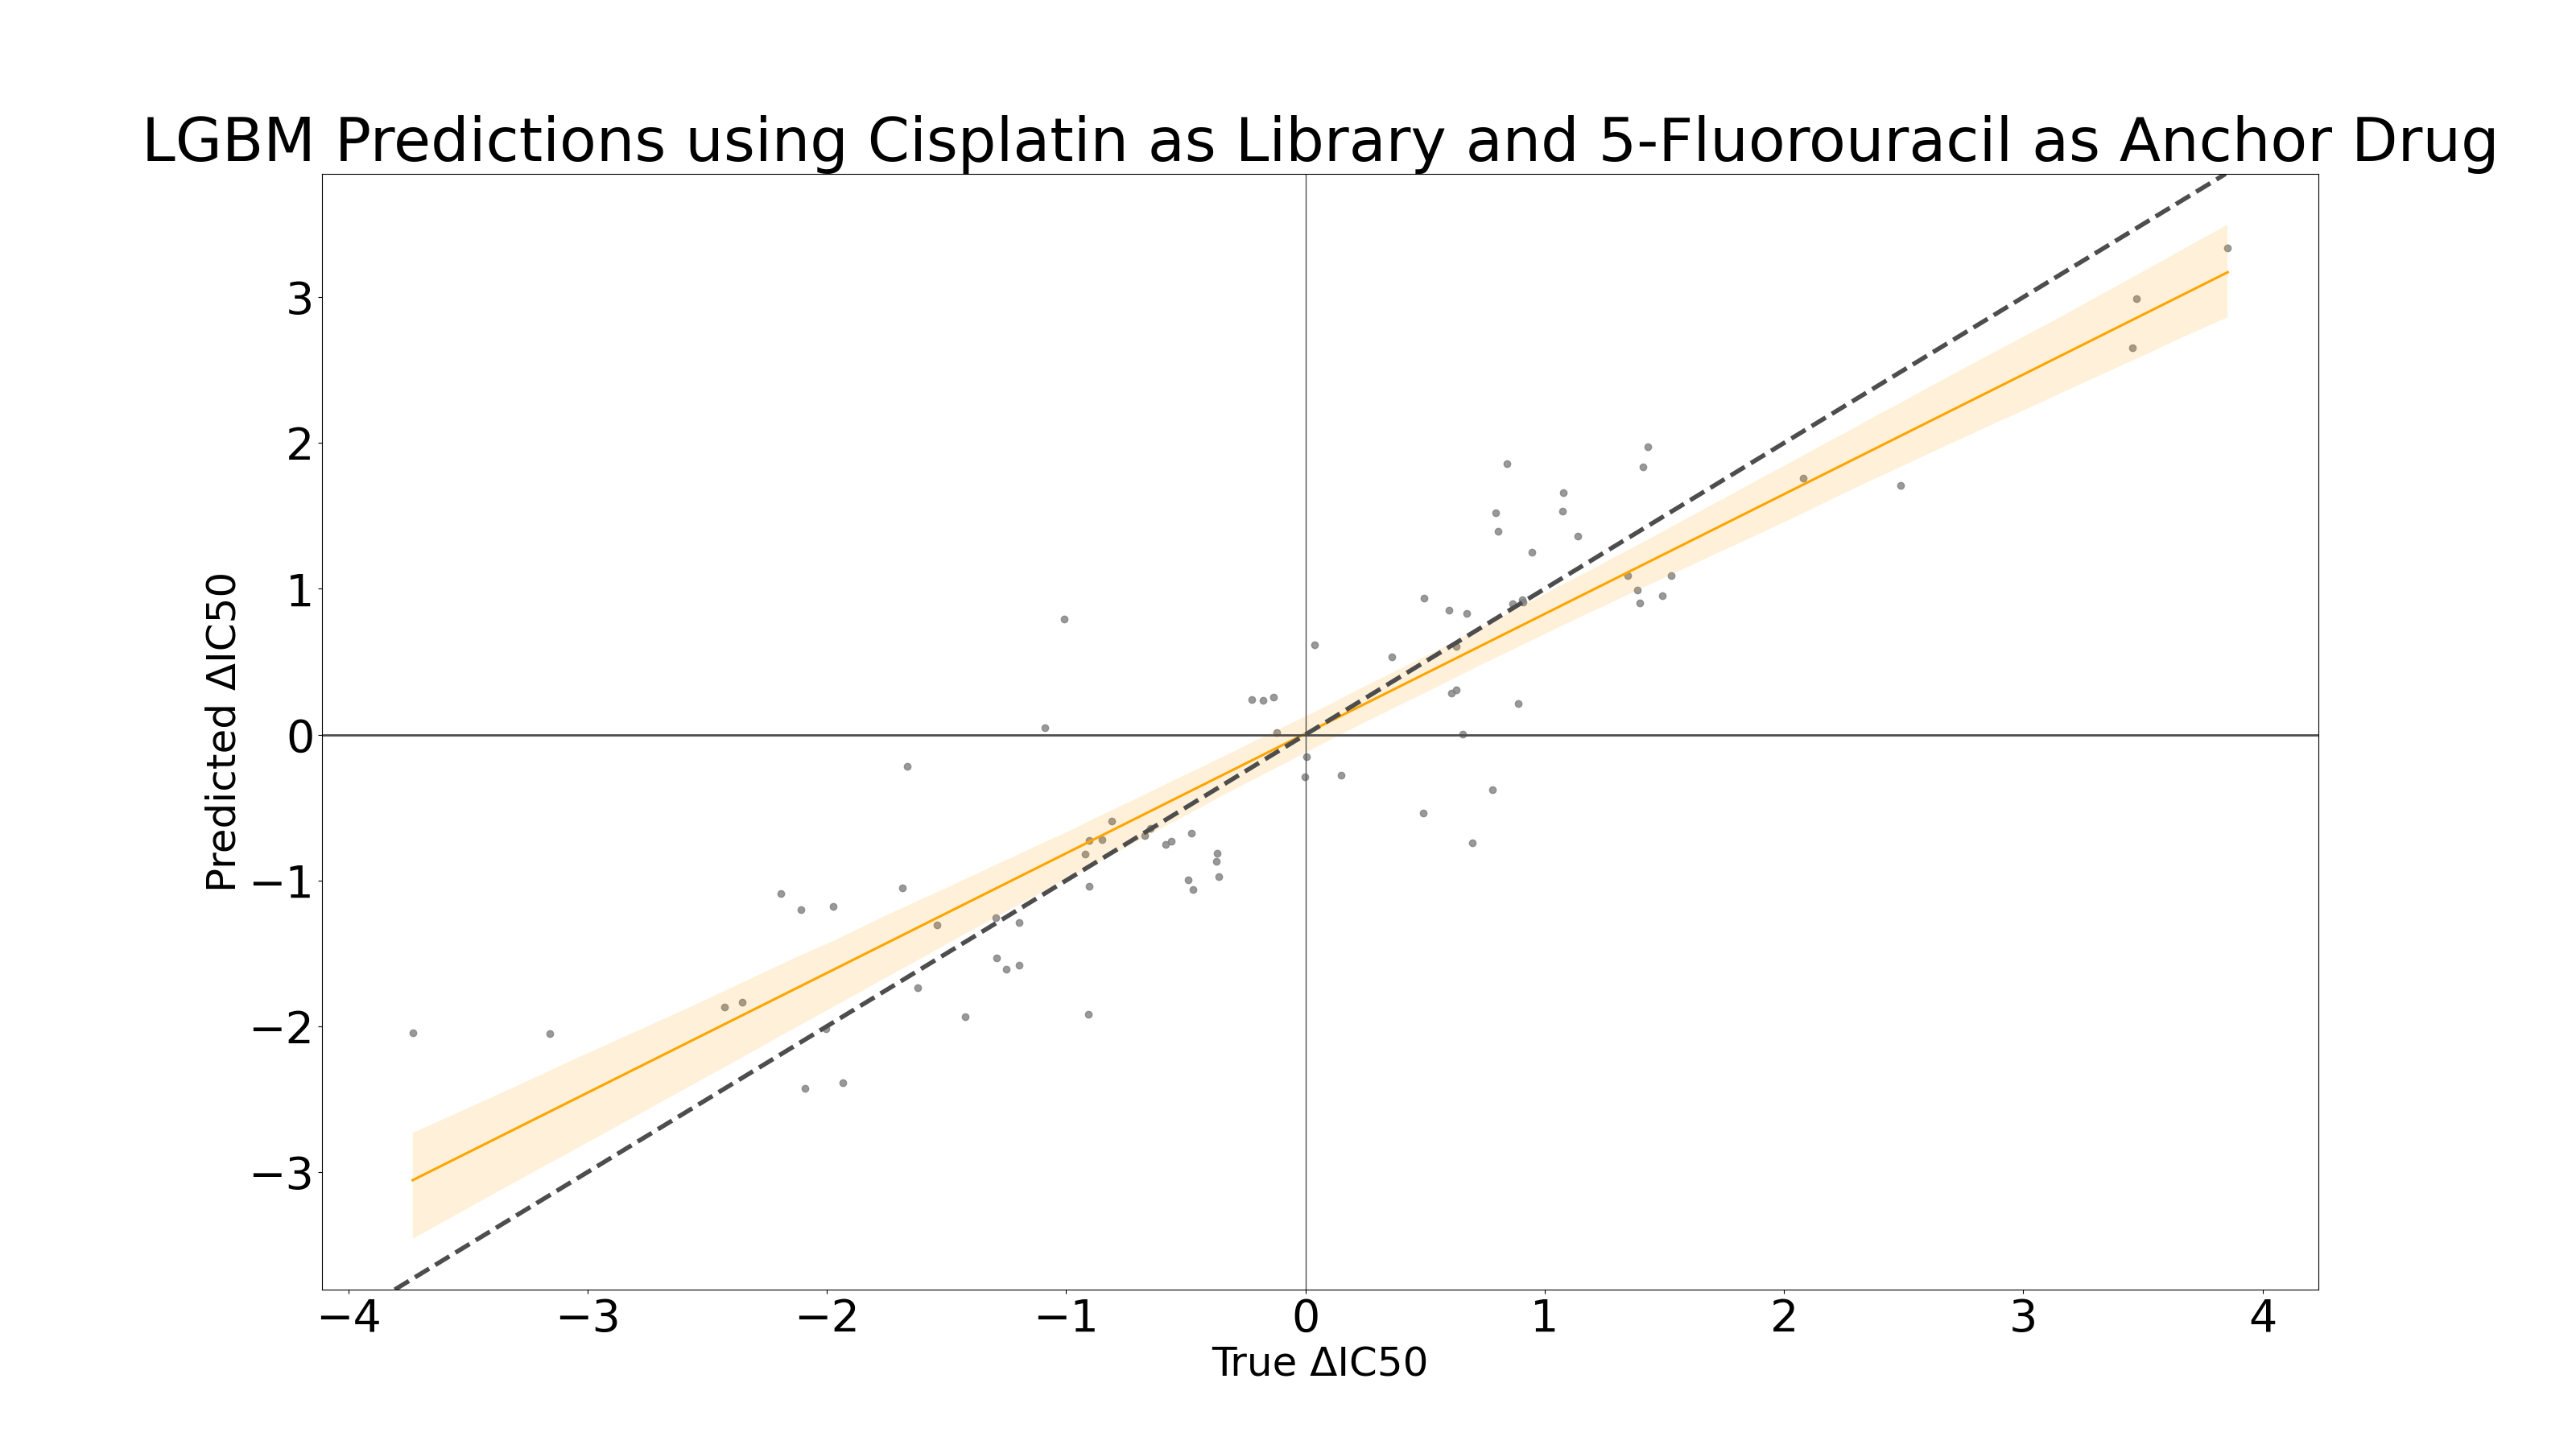 LGBM Predictions using Cisplatin as Library and 5-Fluorouracil as Anchor Drug
Predicted ΔIC50
3
2
1
0
−1
−2
−3
−4 −3 −2 −1 0 1 2 3 4
True ΔIC50